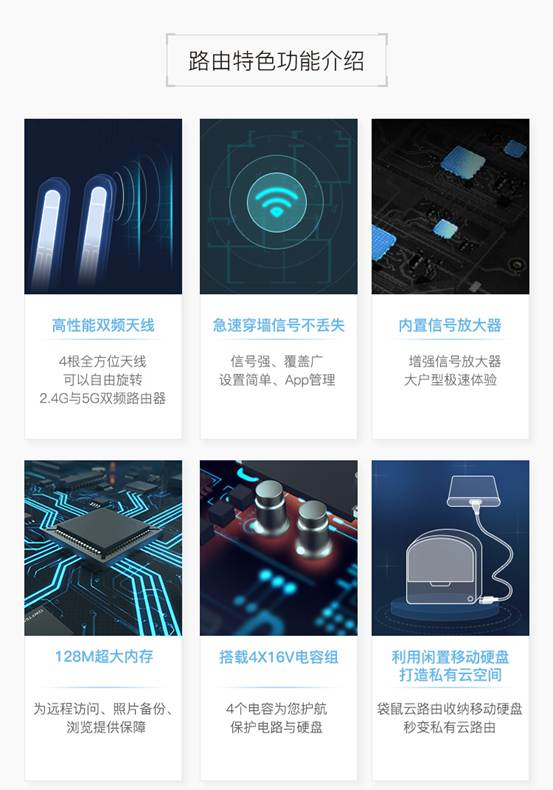 路由特色功能介绍
高性能双频天线
4根全方位天线
可以自由旋转
2.4G与5G双频路由器
急速穿墙信号不丢失
信号强、覆盖广
设置简单、App管理
内置信号放大器
增强信号放大器
大户型极速体验
128M超大内存
为远程访问、照片备份、
浏览提供保障
搭载4X16V电容组
4个电容为您护航
保护电路与硬盘
利用闲置移动硬盘
打造私有云空间
袋鼠云路由收纳移动硬盘
秒变私有云路由